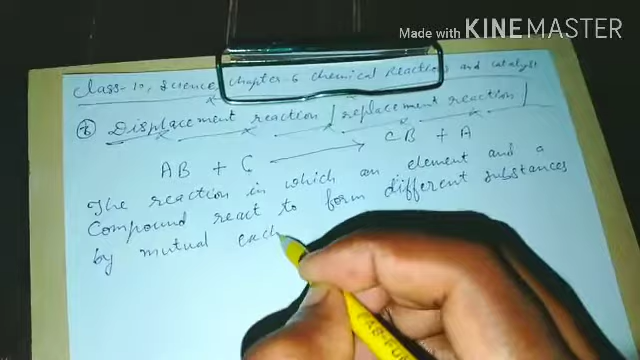 Made with KINEMASTER
Class-10, Science, Chapter-6 Chemical Reactions and catalyst
Displacement reaction / replacement reaction /
AB + C → CB + A
The reaction in which an element and a
compound react to form different substances
by mutual exch